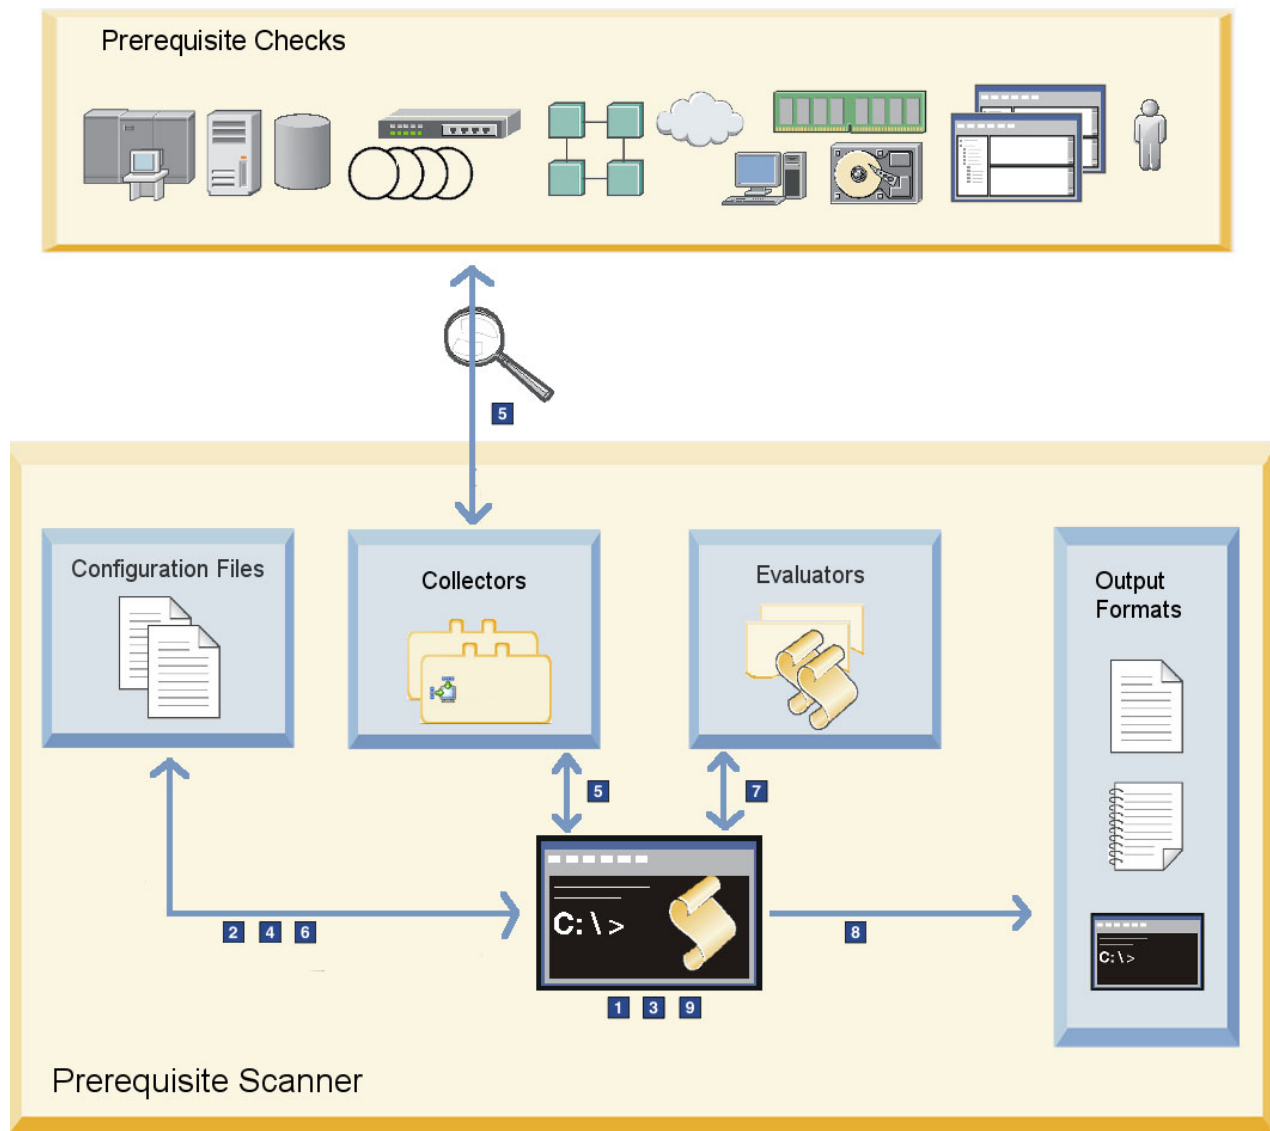 Prerequisite Checks
5
Configuration Files
Collectors
Evaluators
Output
Formats
5
7
C:\>
2 4 6
8
C:\>
1 3 9
Prerequisite Scanner